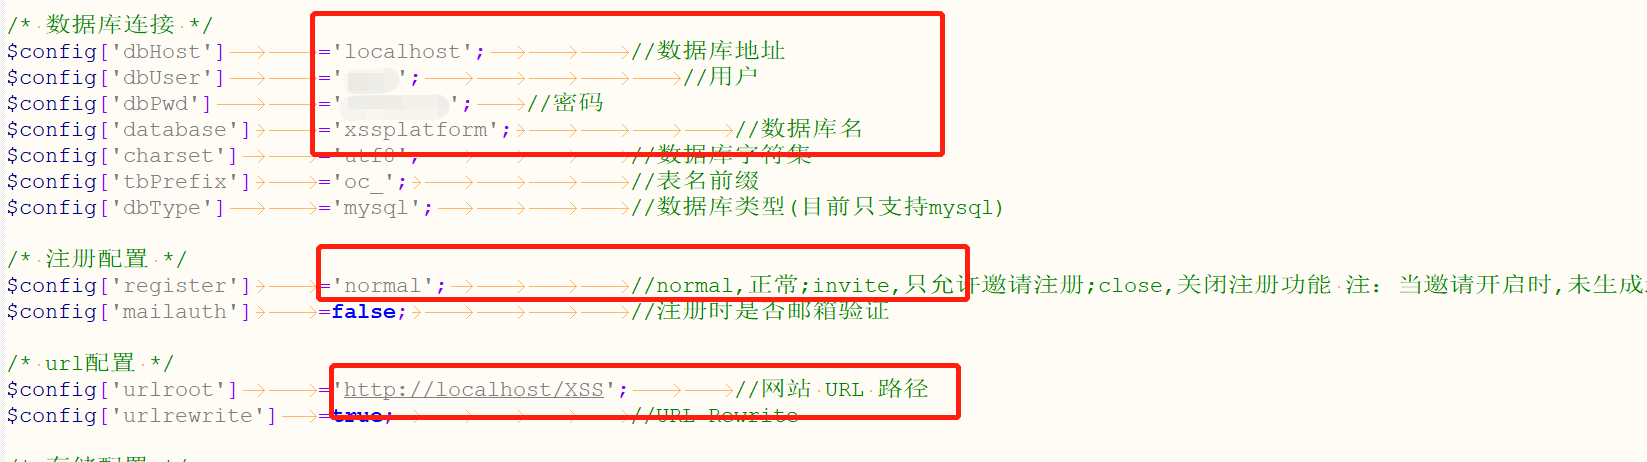 /* 数据库连接 */
$config['dbHost'] ='localhost'; //数据库地址
$config['dbUser'] =' '; //用户
$config['dbPwd'] =' '; //密码
$config['database'] ='xssplatform'; //数据库名
$config['charset'] ='utf8'; //数据库字符集
$config['tbPrefix'] ='oc_'; //表名前缀
$config['dbType'] ='mysql'; //数据库类型(目前只支持mysql)
/* 注册配置 */
$config['register'] ='normal'; //normal,正常;invite,只允许邀请注册;close,关闭注册功能 注: 当邀请开启时,未生成
$config['mailauth'] =false; //注册时是否邮箱验证
/* url配置 */
$config['urlroot'] ='http://localhost/XSS'; //网站 URL 路径
$config['urlrewrite'] =true; //URL Rewrite
/* 存储配置 */